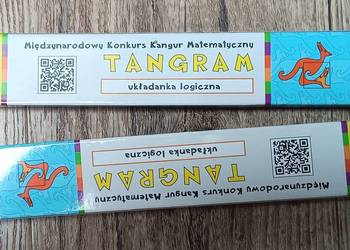 Międzynarodowy Konkurs Kangur Matematyczny
TANGRAM
układanka logiczna
Międzynarodowy Konkurs Kangur Matematyczny
TANGRAM
układanka logiczna